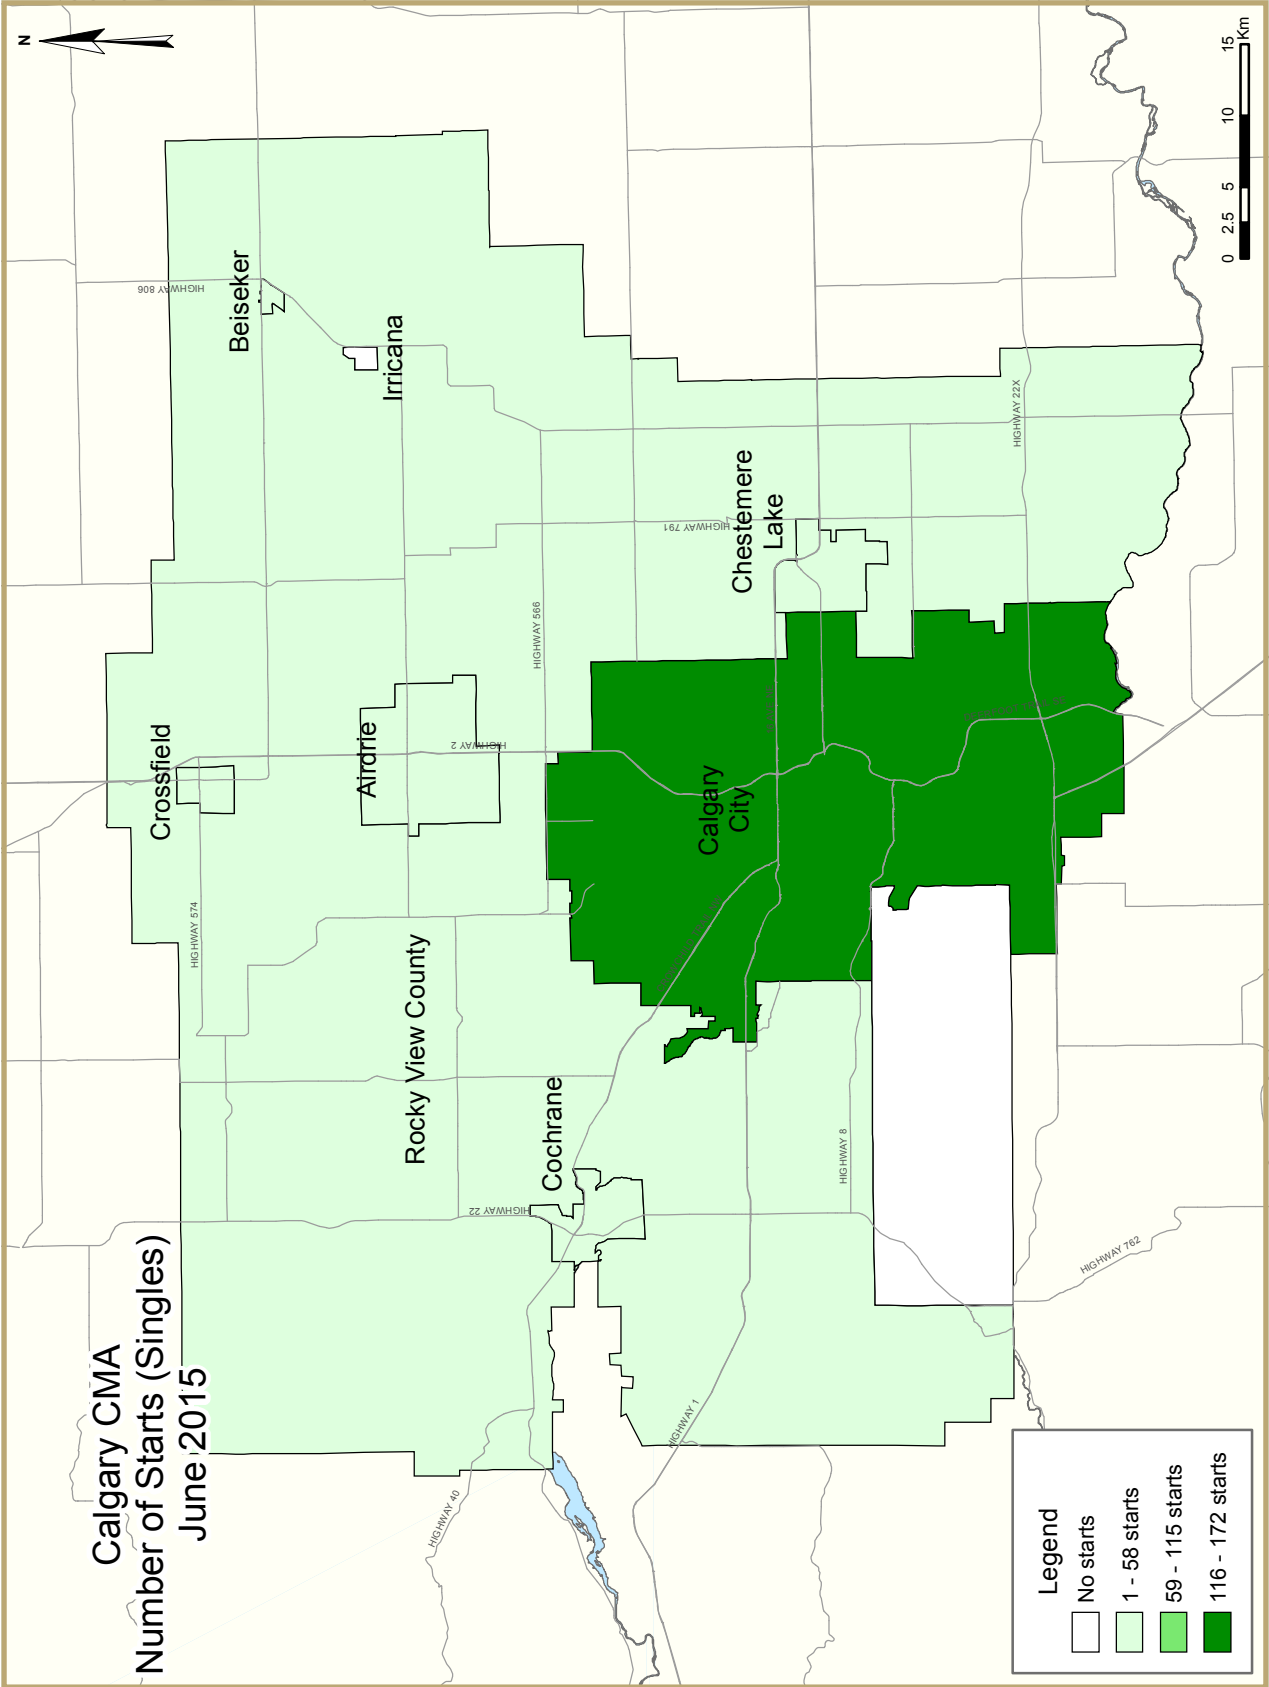 Calgary CMA
Number of Starts (Singles)
June 2015
N
HIGHWAY 806
Beiseker
Irricana
Crossfield
HIGHWAY 574
Airdrie
HIGHWAY 2
HIGHWAY 566
HIGHWAY 791
Chestemere
Lake
HIGHWAY 22X
Rocky View County
Cochrane
HIGHWAY 22
Calgary
City
HIGHWAY 8
HIGHWAY 1
HIGHWAY 40
HIGHWAY 762
Legend
No starts
1 - 58 starts
59 - 115 starts
116 - 172 starts
0 2.5 5 10 15
Km